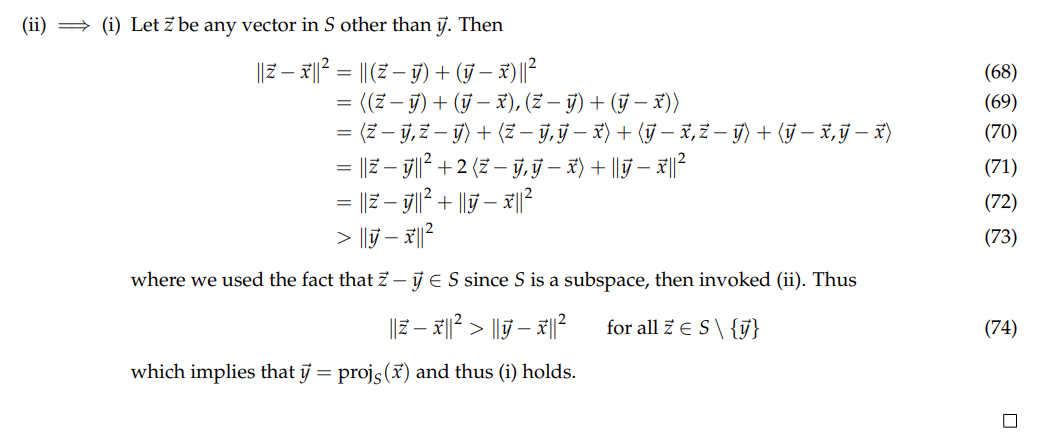 (ii) ⟹ (i) Let z⃗ be any vector in S other than y⃗. Then
‖z⃗ − x⃗‖² = ‖(z⃗ − y⃗) + (y⃗ − x⃗)‖² (68)
= ⟨(z⃗ − y⃗) + (y⃗ − x⃗), (z⃗ − y⃗) + (y⃗ − x⃗)⟩ (69)
= ⟨z⃗ − y⃗, z⃗ − y⃗⟩ + ⟨z⃗ − y⃗, y⃗ − x⃗⟩ + ⟨y⃗ − x⃗, z⃗ − y⃗⟩ + ⟨y⃗ − x⃗, y⃗ − x⃗⟩ (70)
= ‖z⃗ − y⃗‖² + 2 ⟨z⃗ − y⃗, y⃗ − x⃗⟩ + ‖y⃗ − x⃗‖² (71)
= ‖z⃗ − y⃗‖² + ‖y⃗ − x⃗‖² (72)
> ‖y⃗ − x⃗‖² (73)
where we used the fact that z⃗ − y⃗ ∈ S since S is a subspace, then invoked (ii). Thus
‖z⃗ − x⃗‖² > ‖y⃗ − x⃗‖² for all z⃗ ∈ S \ {y⃗} (74)
which implies that y⃗ = proj_S(x⃗) and thus (i) holds.
□